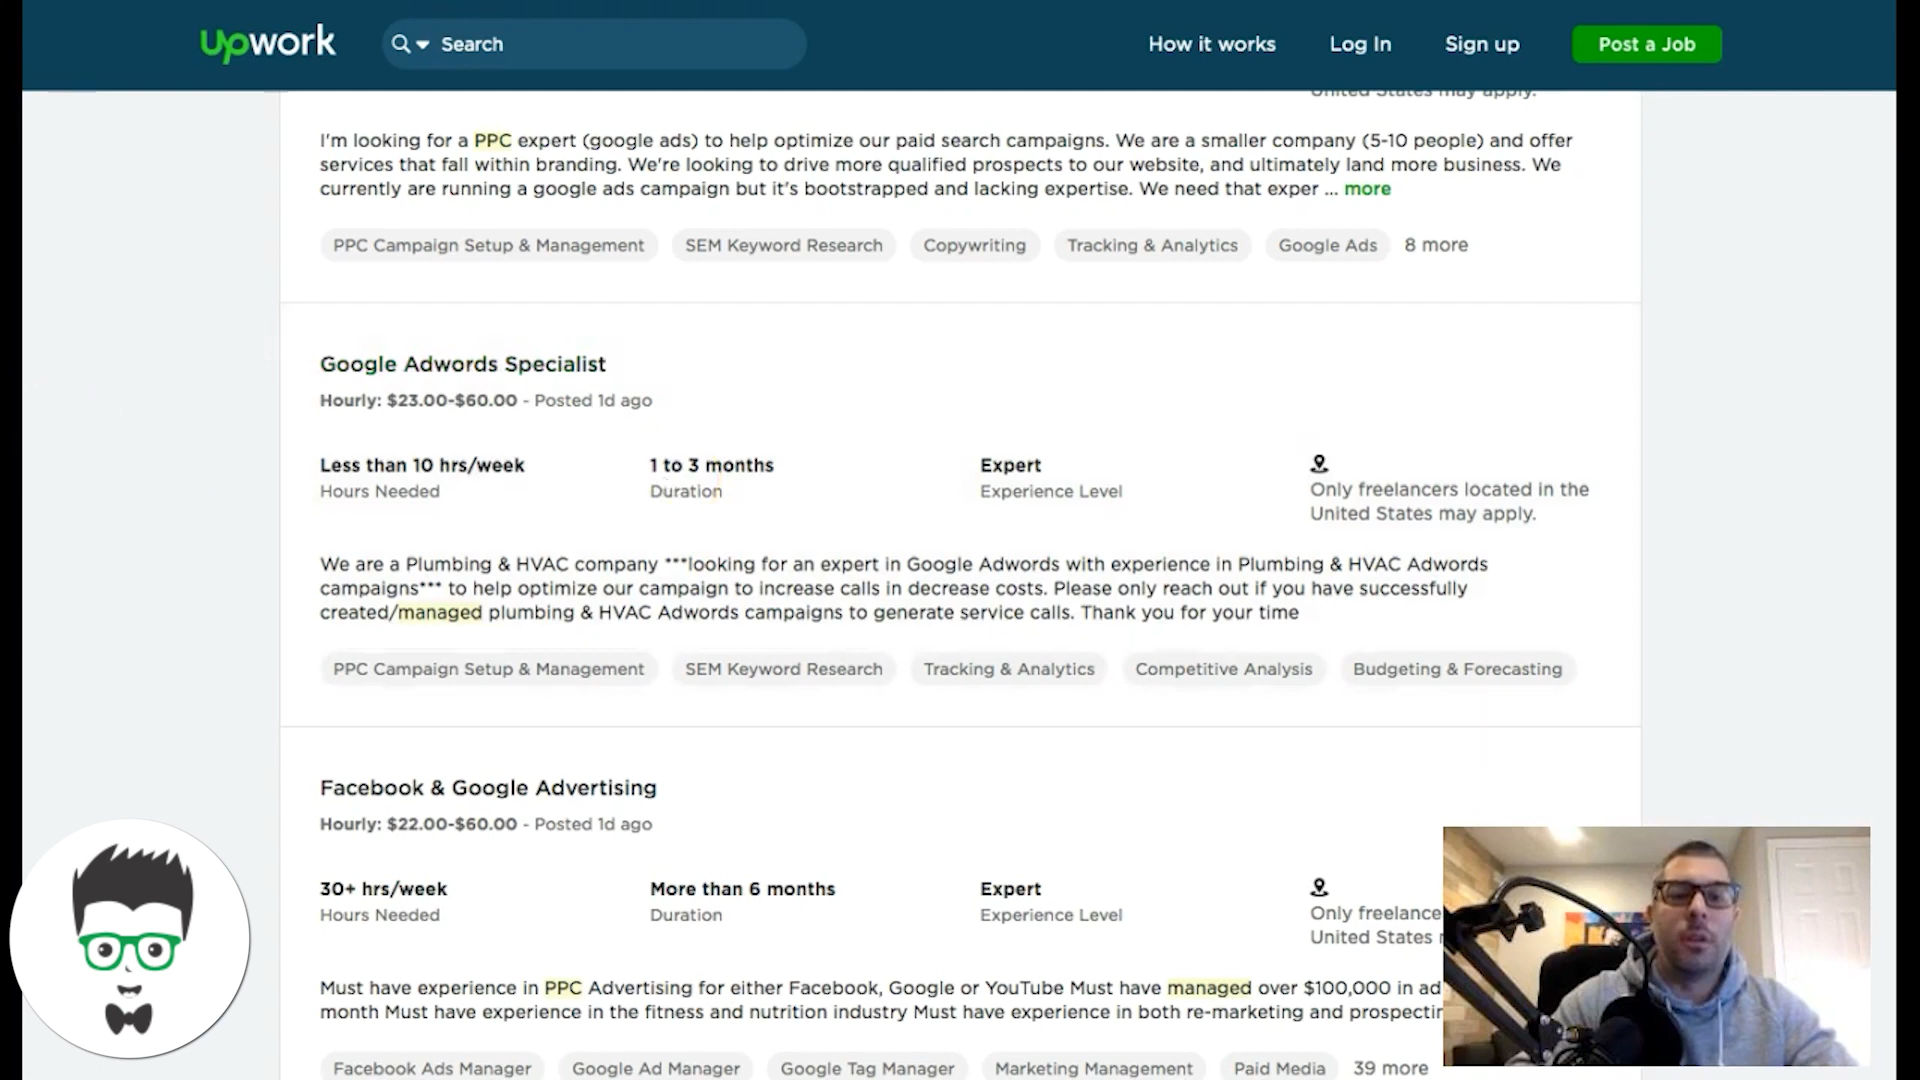 upwork
Search
How it works
Log In
Sign up
Post a Job
United States may apply.
I'm looking for a PPC expert (google ads) to help optimize our paid search campaigns. We are a smaller company (5-10 people) and offer
services that fall within branding. We're looking to drive more qualified prospects to our website, and ultimately land more business. We
currently are running a google ads campaign but it's bootstrapped and lacking expertise. We need that exper ... more
PPC Campaign Setup & Management
SEM Keyword Research
Copywriting
Tracking & Analytics
Google Ads
8 more
Google Adwords Specialist
Hourly: $23.00-$60.00 - Posted 1d ago
Less than 10 hrs/week
Hours Needed
1 to 3 months
Duration
Expert
Experience Level
Only freelancers located in the
United States may apply.
We are a Plumbing & HVAC company ***looking for an expert in Google Adwords with experience in Plumbing & HVAC Adwords
campaigns*** to help optimize our campaign to increase calls in decrease costs. Please only reach out if you have successfully
created/managed plumbing & HVAC Adwords campaigns to generate service calls. Thank you for your time
PPC Campaign Setup & Management
SEM Keyword Research
Tracking & Analytics
Competitive Analysis
Budgeting & Forecasting
Facebook & Google Advertising
Hourly: $22.00-$60.00 - Posted 1d ago
30+ hrs/week
Hours Needed
More than 6 months
Duration
Expert
Experience Level
Only freelance
United States
Must have experience in PPC Advertising for either Facebook, Google or YouTube Must have managed over $100,000 in ad
month Must have experience in the fitness and nutrition industry Must have experience in both re-marketing and prospectin
Facebook Ads Manager
Google Ad Manager
Google Tag Manager
Marketing Management
Paid Media
39 more